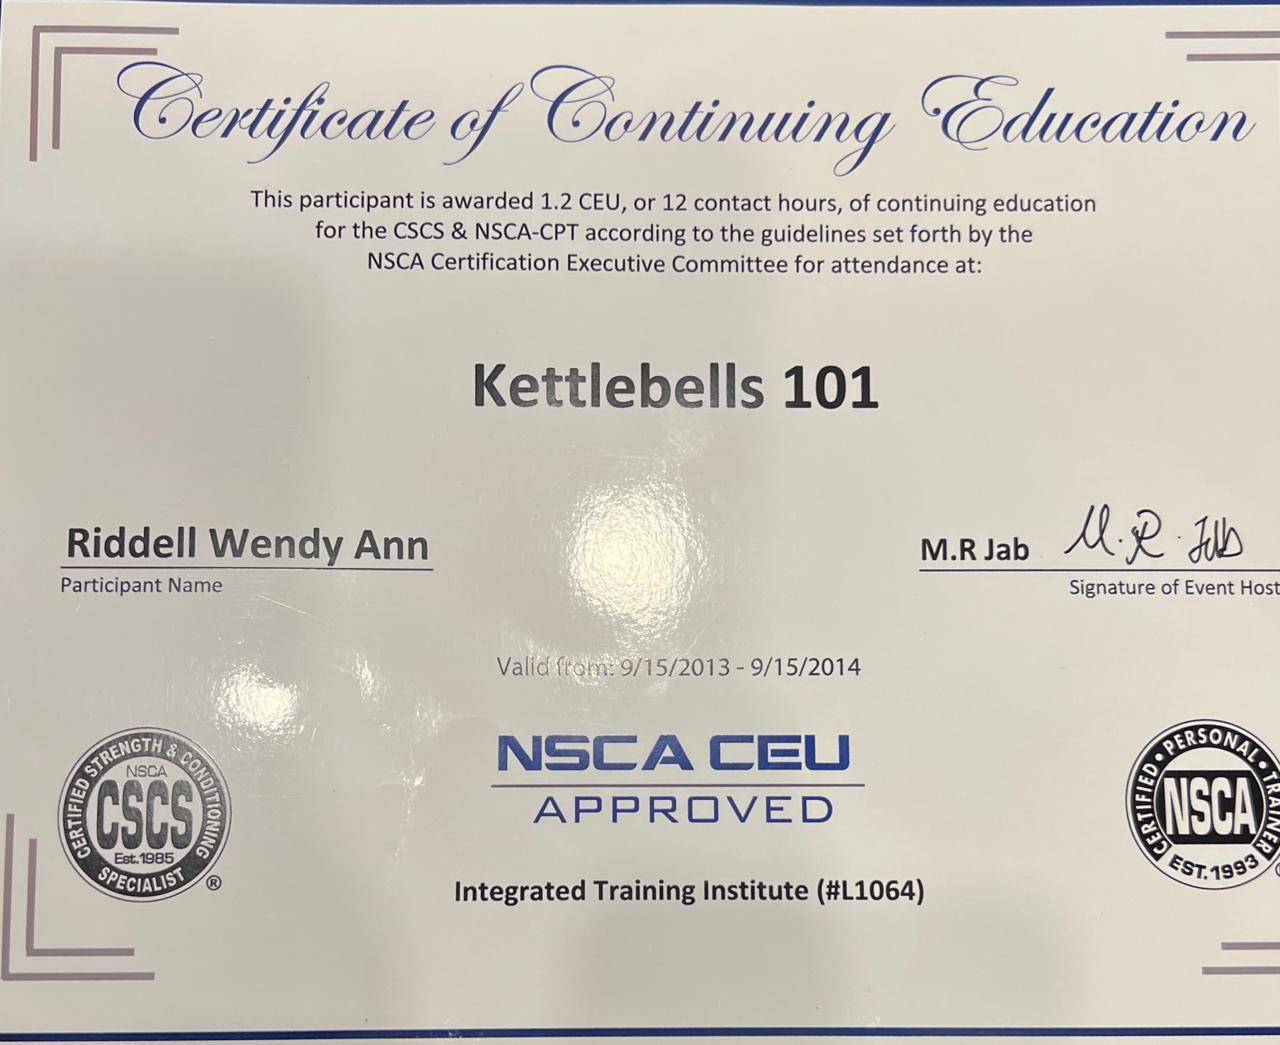 Certificate of Continuing Education
This participant is awarded 1.2 CEU, or 12 contact hours, of continuing education
for the CSCS & NSCA-CPT according to the guidelines set forth by the
NSCA Certification Executive Committee for attendance at:
Kettlebells 101
Riddell Wendy Ann
Participant Name
M.R Jab M.R. Jab
Signature of Event Host
Valid from: 9/15/2013 - 9/15/2014
CERTIFIED STRENGTH & CONDITIONING
NSCA
CSCS
Est.1985
SPECIALIST
®
NSCA CEU
APPROVED
CERTIFIED • PERSONAL • TRAINER
NSCA
EST.1993
Integrated Training Institute (#L1064)